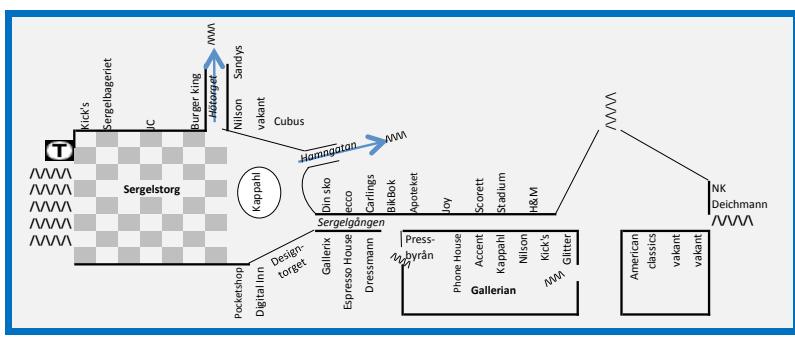 Kick's
Sergelbageriet
JC
Burger king
Hötorget
Nilson
Sandys
vakant
Cubus
Hamngatan
T
Sergelstorg
Kappahl
Din sko
ecco
Carlings
BikBok
Apoteket
Joy
Scorett
Stadium
H&M
NK
Deichmann
Sergelgången
Pocketshop
Digital Inn
Design-
torget
Gallerix
Espresso House
Dressmann
Press-
byrån
Phone House
Accent
Kappahl
Nilson
Kick's
Glitter
Gallerian
American
classics
vakant
vakant